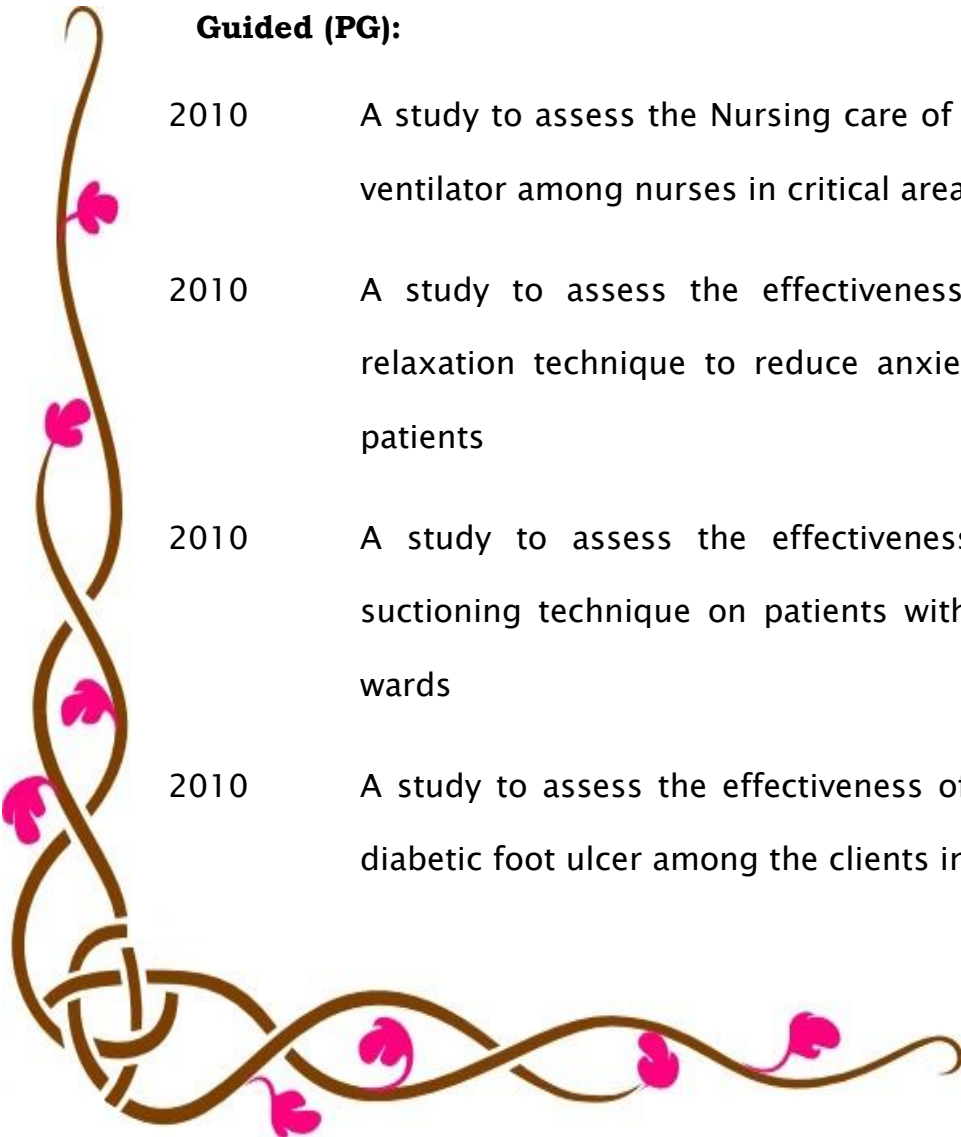 Guided (PG):
2010 A study to assess the Nursing care of
ventilator among nurses in critical area
2010 A study to assess the effectiveness
relaxation technique to reduce anxie
patients
2010 A study to assess the effectiveness
suctioning technique on patients with
wards
2010 A study to assess the effectiveness of
diabetic foot ulcer among the clients in